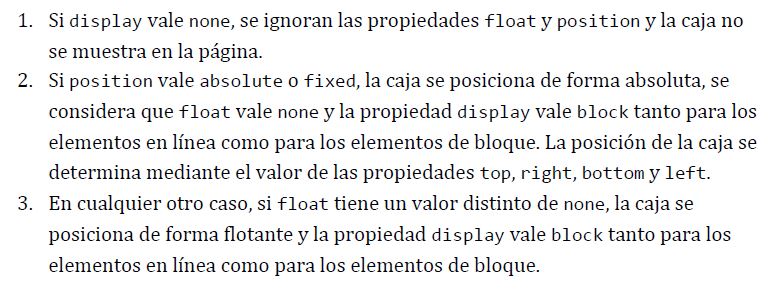 1. Si display vale none, se ignoran las propiedades float y position y la caja no
se muestra en la página.
2. Si position vale absolute o fixed, la caja se posiciona de forma absoluta, se
considera que float vale none y la propiedad display vale block tanto para los
elementos en línea como para los elementos de bloque. La posición de la caja se
determina mediante el valor de las propiedades top, right, bottom y left.
3. En cualquier otro caso, si float tiene un valor distinto de none, la caja se
posiciona de forma flotante y la propiedad display vale block tanto para los
elementos en línea como para los elementos de bloque.